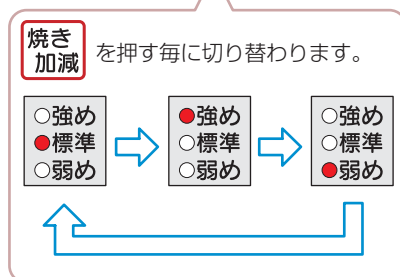 焼き
加減
を押す毎に切り替わります。
○強め
●標準
○弱め
●強め
○標準
○弱め
○強め
○標準
●弱め